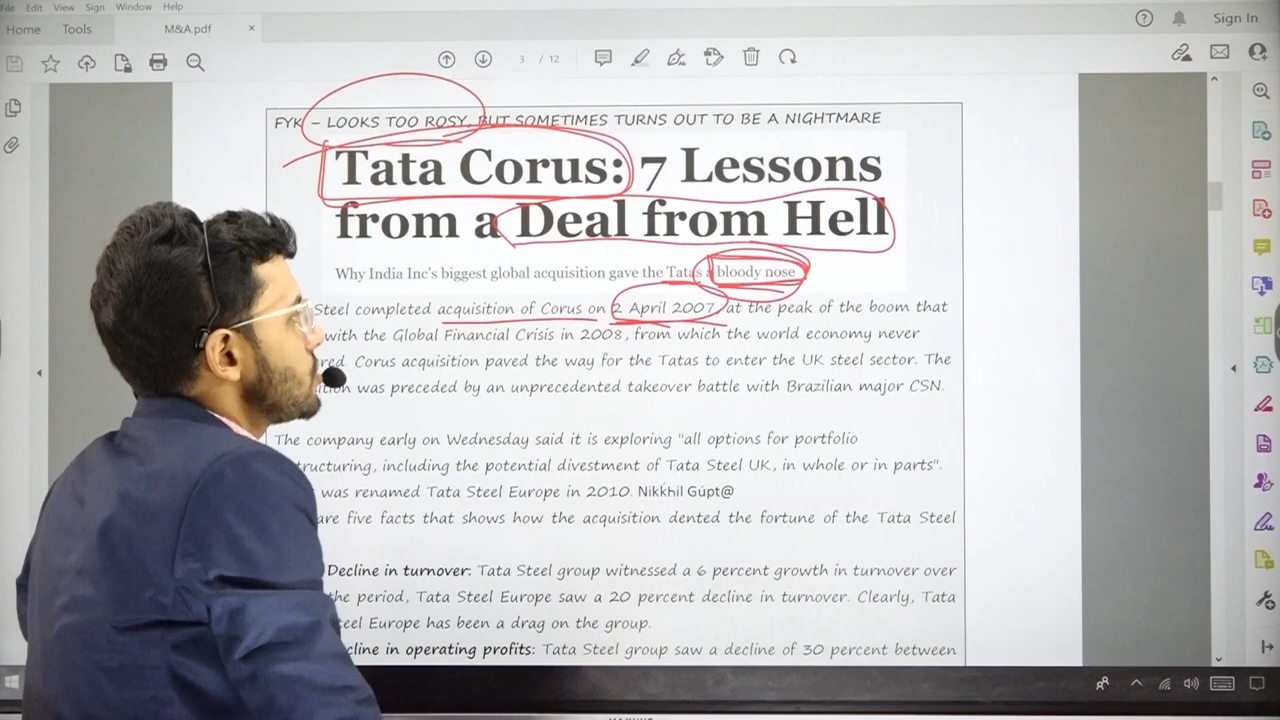 File Edit View Sign Window Help
Home Tools M&A.pdf × Sign In
3 / 12
FYK – LOOKS TOO ROSY, BUT SOMETIMES TURNS OUT TO BE A NIGHTMARE
Tata Corus: 7 Lessons
from a Deal from Hell
Why India Inc's biggest global acquisition gave the Tatas a bloody nose
Steel completed acquisition of Corus on 2 April 2007, at the peak of the boom that
with the Global Financial Crisis in 2008, from which the world economy never
red. Corus acquisition paved the way for the Tatas to enter the UK steel sector. The
ition was preceded by an unprecedented takeover battle with Brazilian major CSN.
The company early on Wednesday said it is exploring "all options for portfolio
tructuring, including the potential divestment of Tata Steel UK, in whole or in parts".
was renamed Tata Steel Europe in 2010. Nikkhil Gupt@
are five facts that shows how the acquisition dented the fortune of the Tata Steel
Decline in turnover: Tata Steel group witnessed a 6 percent growth in turnover over
the period, Tata Steel Europe saw a 20 percent decline in turnover. Clearly, Tata
teel Europe has been a drag on the group.
cline in operating profits: Tata Steel group saw a decline of 30 percent between